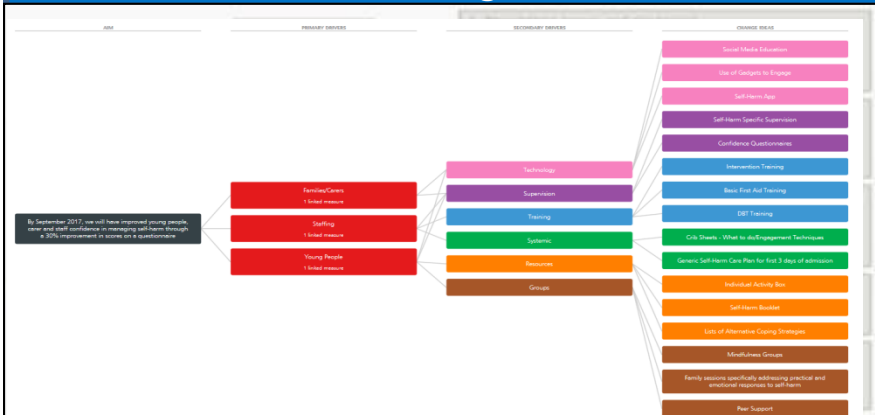 AIM
PRIMARY DRIVERS
SECONDARY DRIVERS
CHANGE IDEAS
By September 2017, we will have improved young people,
carer and staff confidence in managing self-harm through
a 30% improvement in scores on a questionnaire
Families/Carers
1 linked measure
Staffing
1 linked measure
Young People
1 linked measure
Technology
Supervision
Training
Systemic
Resources
Groups
Social Media Education
Use of Gadgets to Engage
Self-Harm App
Self-Harm Specific Supervision
Confidence Questionnaires
Intervention Training
Basic First Aid Training
DBT Training
Crib Sheets - What to do/Engagement Techniques
Generic Self-Harm Care Plan for first 3 days of admission
Individual Activity Box
Self-Harm Booklet
Lists of Alternative Coping Strategies
Mindfulness Groups
Family sessions specifically addressing practical and
emotional responses to self-harm
Peer Support